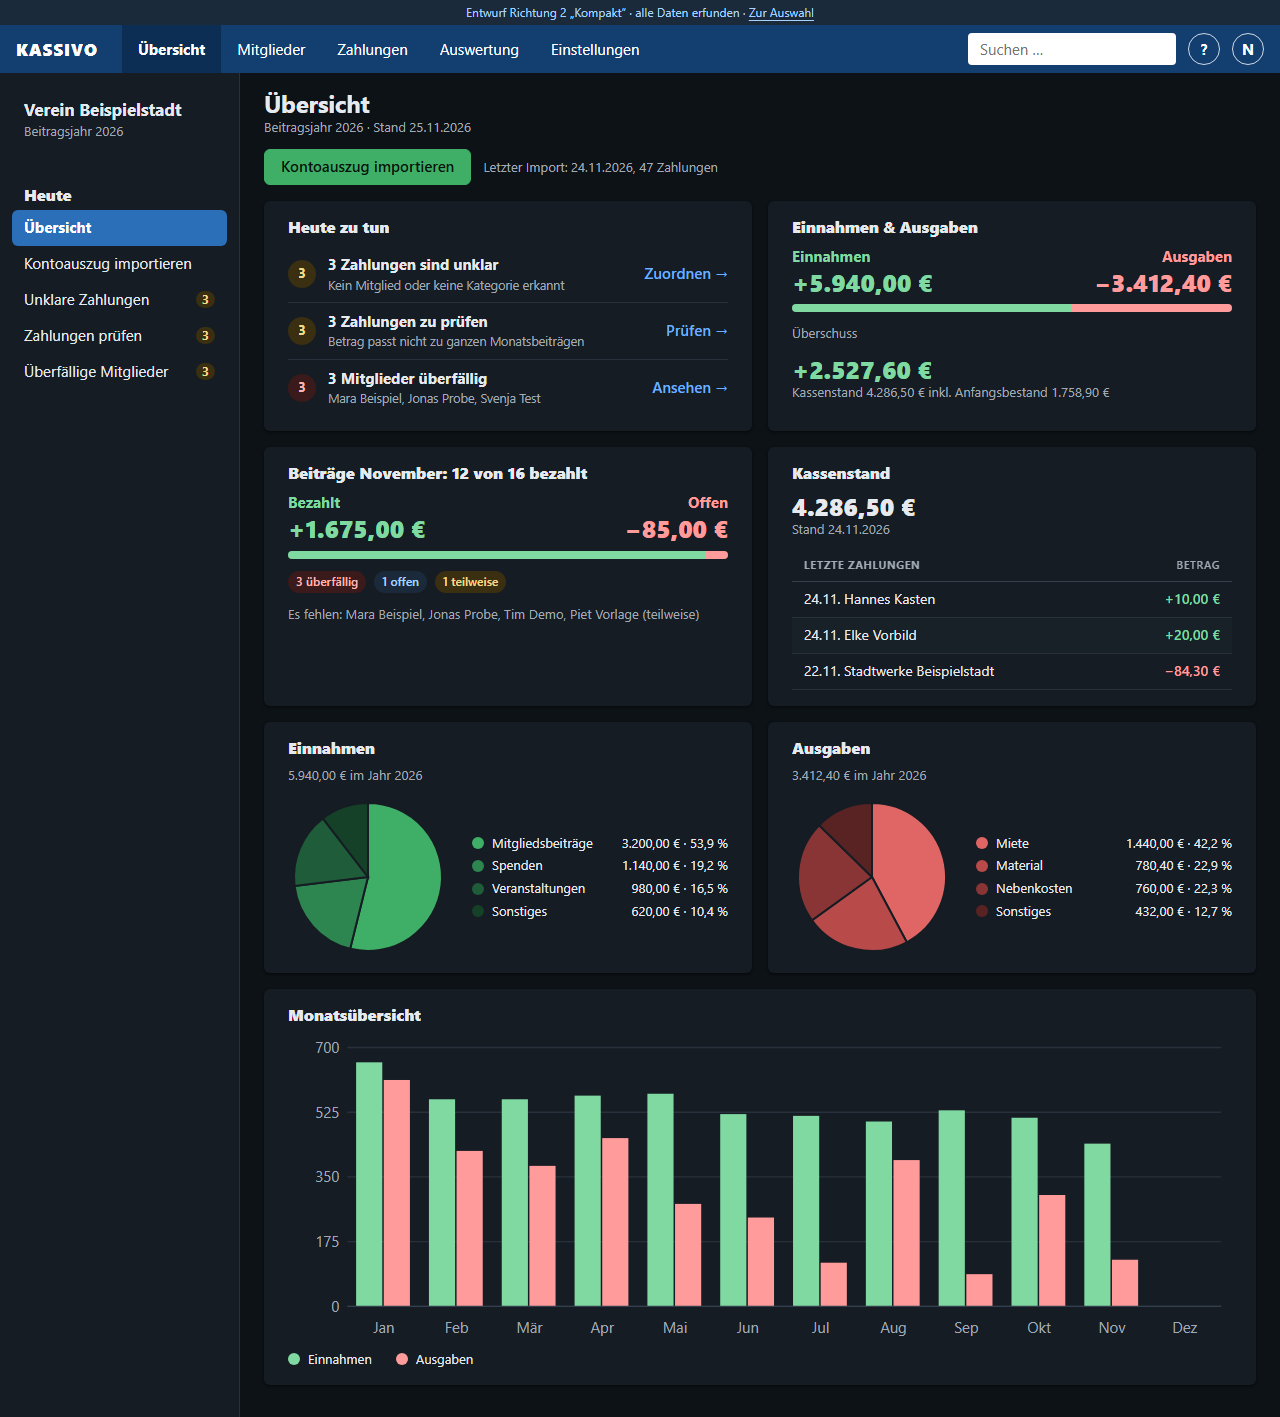 Entwurf Richtung 2 „Kompakt“ · alle Daten erfunden · Zur Auswahl
KASSIVO Übersicht Mitglieder Zahlungen Auswertung Einstellungen Suchen ... ? N
Verein Beispielstadt
Beitragsjahr 2026
Heute
Übersicht
Kontoauszug importieren
Unklare Zahlungen 3
Zahlungen prüfen 3
Überfällige Mitglieder 3
Übersicht
Beitragsjahr 2026 · Stand 25.11.2026
Kontoauszug importieren Letzter Import: 24.11.2026, 47 Zahlungen
Heute zu tun
3 3 Zahlungen sind unklar Zuordnen →
Kein Mitglied oder keine Kategorie erkannt
3 3 Zahlungen zu prüfen Prüfen →
Betrag passt nicht zu ganzen Monatsbeiträgen
3 3 Mitglieder überfällig Ansehen →
Mara Beispiel, Jonas Probe, Svenja Test
Einnahmen & Ausgaben
Einnahmen Ausgaben
+5.940,00 € −3.412,40 €
Überschuss
+2.527,60 €
Kassenstand 4.286,50 € inkl. Anfangsbestand 1.758,90 €
Beiträge November: 12 von 16 bezahlt
Bezahlt Offen
+1.675,00 € −85,00 €
3 überfällig 1 offen 1 teilweise
Es fehlen: Mara Beispiel, Jonas Probe, Tim Demo, Piet Vorlage (teilweise)
Kassenstand
4.286,50 €
Stand 24.11.2026
LETZTE ZAHLUNGEN BETRAG
24.11. Hannes Kasten +10,00 €
24.11. Elke Vorbild +20,00 €
22.11. Stadtwerke Beispielstadt −84,30 €
Einnahmen
5.940,00 € im Jahr 2026
Mitgliedsbeiträge 3.200,00 € · 53,9 %
Spenden 1.140,00 € · 19,2 %
Veranstaltungen 980,00 € · 16,5 %
Sonstiges 620,00 € · 10,4 %
Ausgaben
3.412,40 € im Jahr 2026
Miete 1.440,00 € · 42,2 %
Material 780,40 € · 22,9 %
Nebenkosten 760,00 € · 22,3 %
Sonstiges 432,00 € · 12,7 %
Monatsübersicht
700
525
350
175
0
Jan Feb Mär Apr Mai Jun Jul Aug Sep Okt Nov Dez
Einnahmen Ausgaben